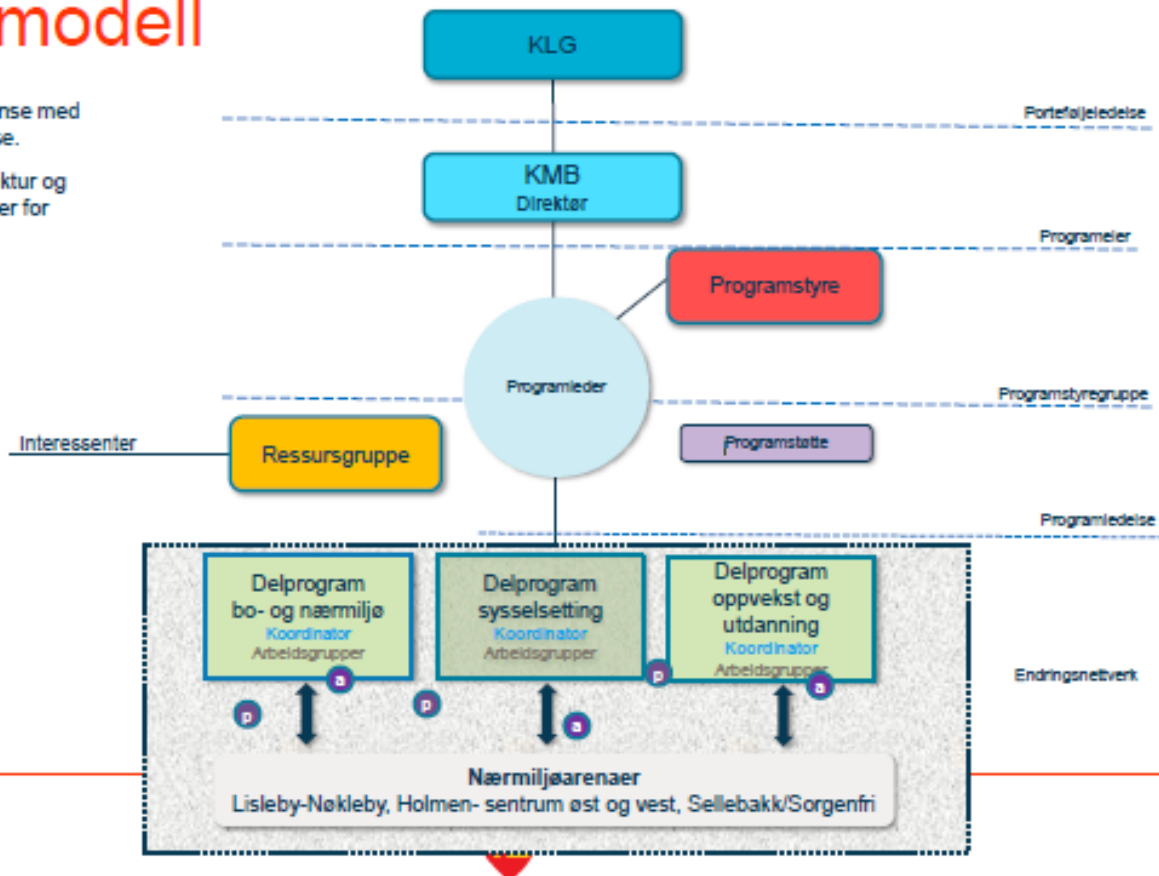 modell
nse med
se.
ktur og
er for
KLG
Porteføljeledelse
KMB
Direktør
Programeier
Programstyre
Programleder
Programstyregruppe
Interessenter
Ressursgruppe
Programstøtte
Programledelse
Delprogram
bo- og nærmiljø
Koordinator
Arbeidsgrupper
Delprogram
sysselsetting
Koordinator
Arbeidsgrupper
Delprogram
oppvekst og
utdanning
Koordinator
Arbeidsgrupper
Endringsnettverk
a
p
p
a
p
a
Nærmiljøarenaer
Lisleby-Nøkleby, Holmen- sentrum øst og vest, Sellebakk/Sorgenfri